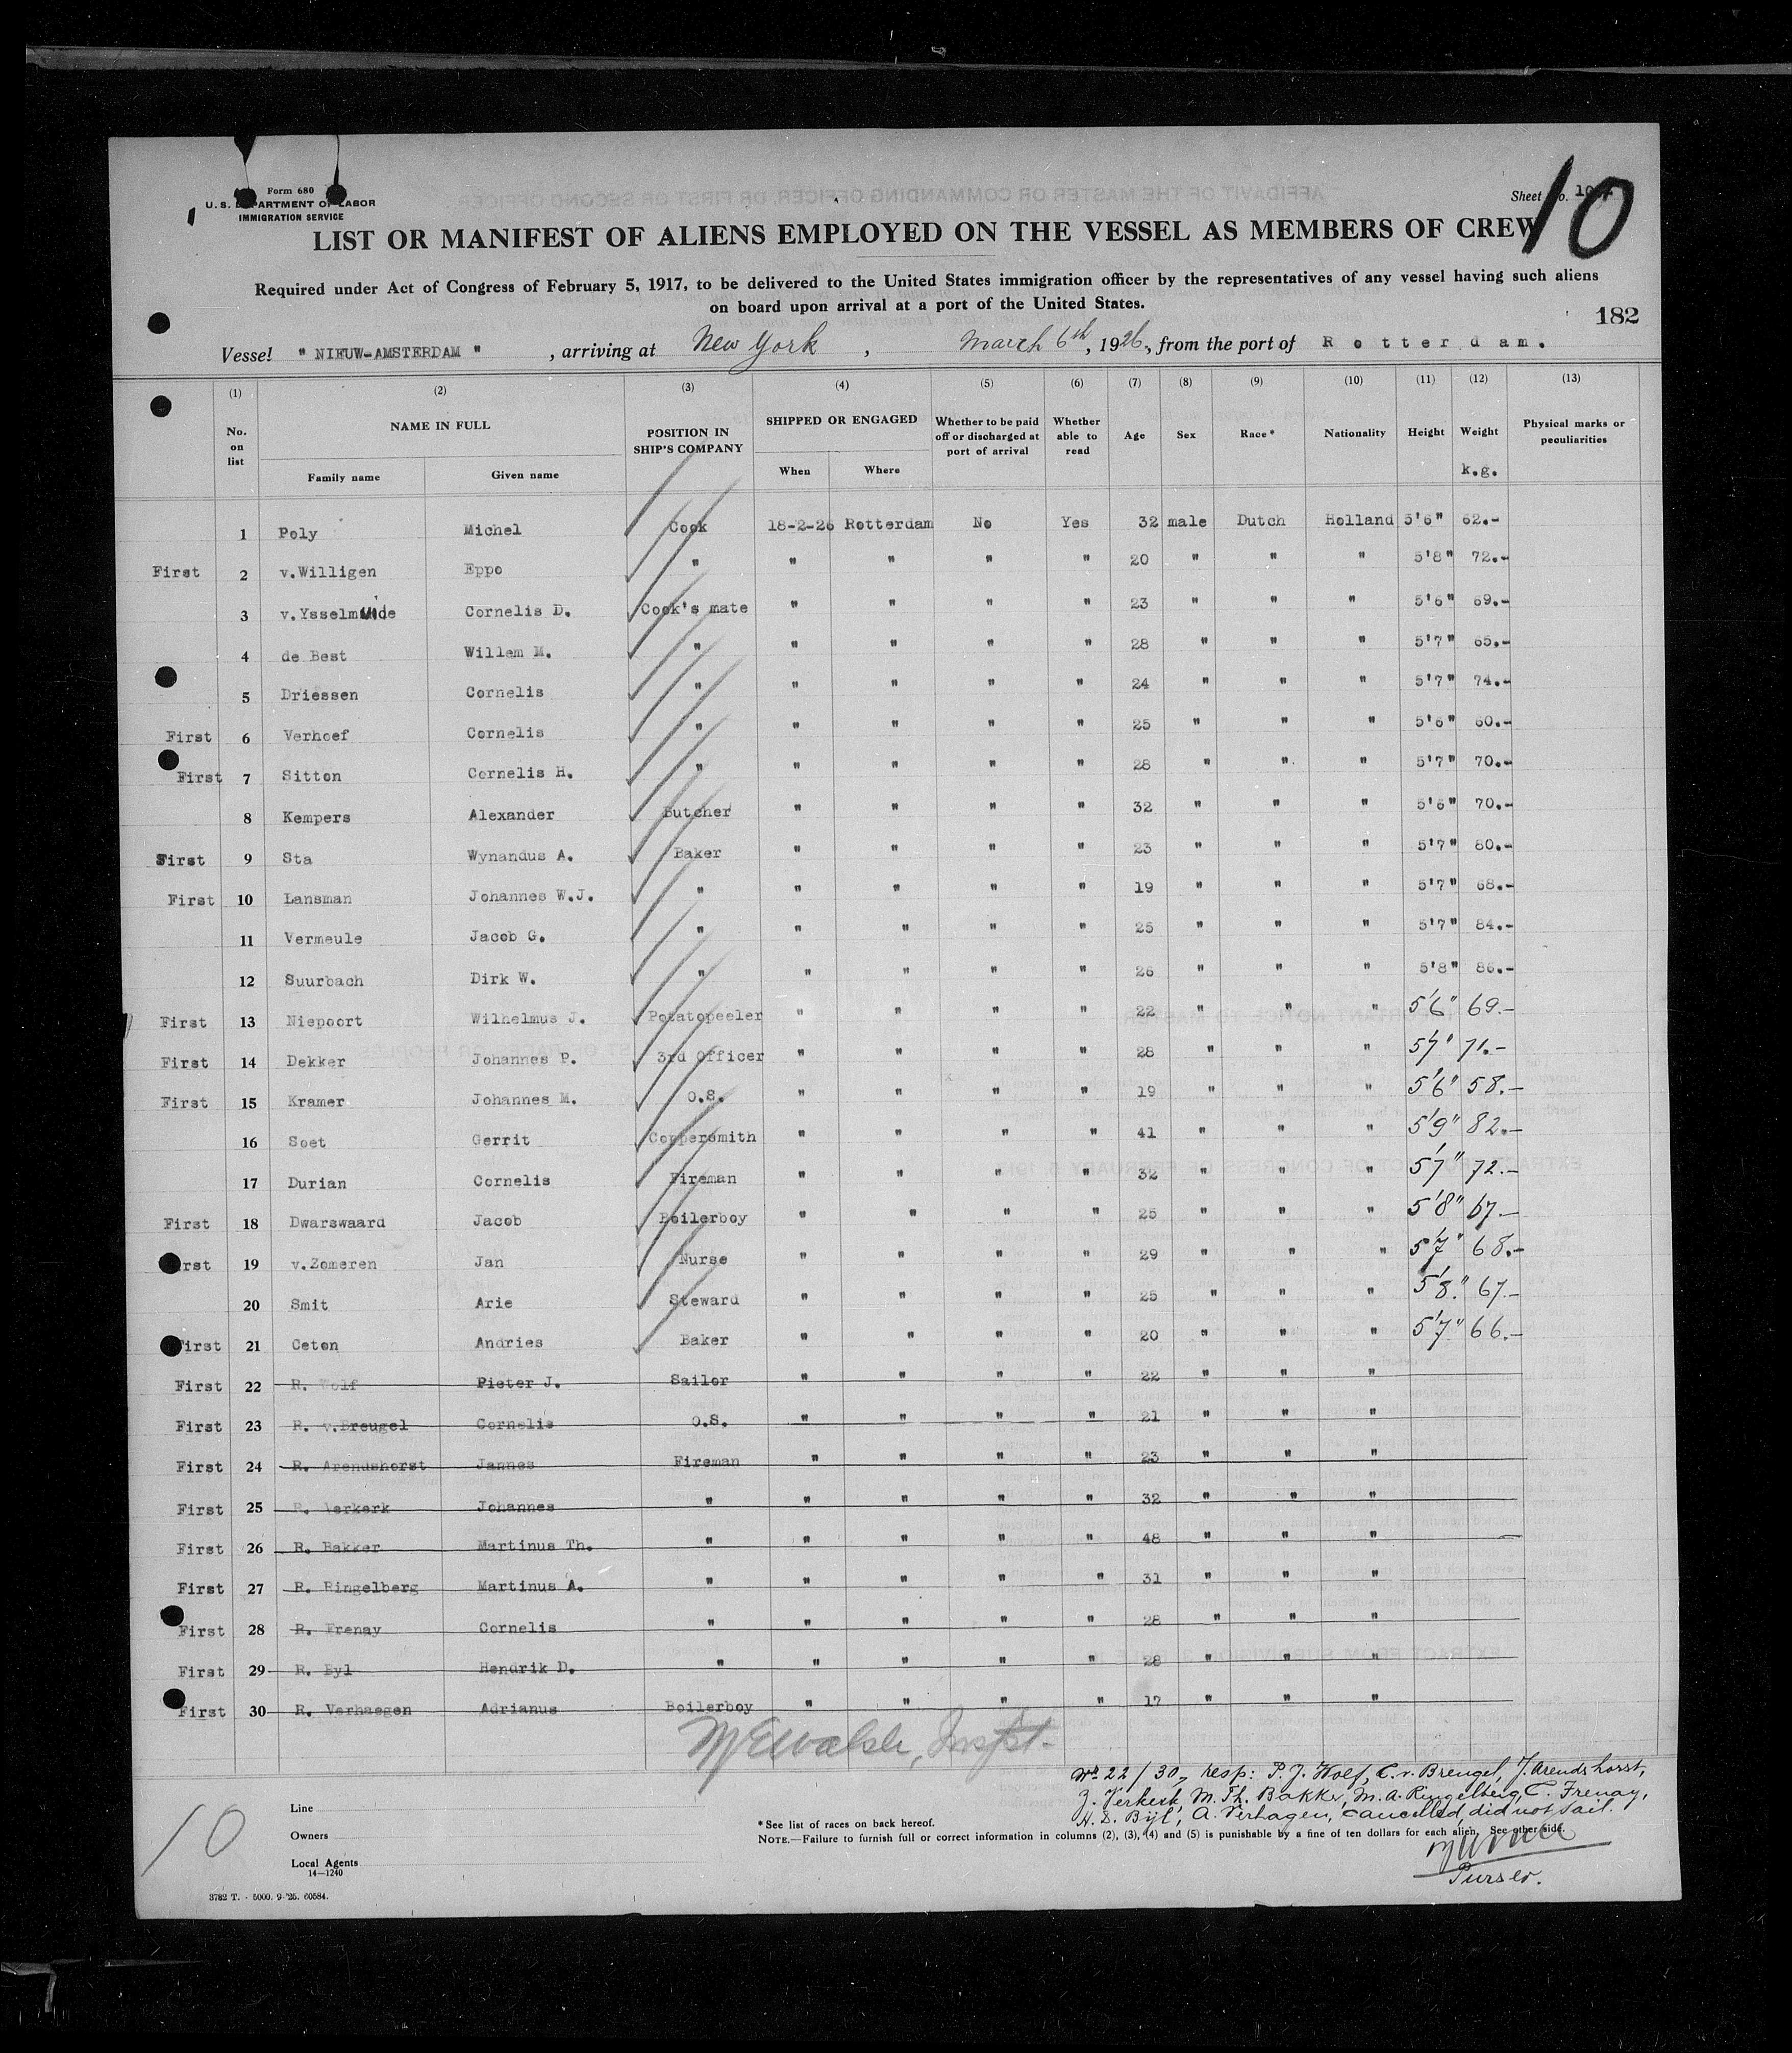 Form 680
U. S. DEPARTMENT OF LABOR
IMMIGRATION SERVICE
Sheet No. 10
10
LIST OR MANIFEST OF ALIENS EMPLOYED ON THE VESSEL AS MEMBERS OF CREW
Required under Act of Congress of February 5, 1917, to be delivered to the United States immigration officer by the representatives of any vessel having such aliens
on board upon arrival at a port of the United States.
182
Vessel " NIEUW-AMSTERDAM " , arriving at New York , March 6th, 1926, from the port of Rotterdam.
(1) (2) (3) (4) (5) (6) (7) (8) (9) (10) (11) (12) (13)
No. on list NAME IN FULL Family name Given name POSITION IN SHIP'S COMPANY SHIPPED OR ENGAGED When Where Whether to be paid off or discharged at port of arrival Whether able to read Age Sex Race* Nationality Height Weight k.g. Physical marks or peculiarities
1 Poly Michel Cook 18-2-26 Rotterdam No Yes 32 male Dutch Holland 5'6" 62.-
First 2 v.Willigen Eppo " " " " " 20 " " " 5'8" 72.-
3 v.Ysselmunde Cornelis D. Cook's mate " " " " 23 " " " 5'6" 69.-
4 de Best Willem M. " " " " " 28 " " " 5'7" 65.-
5 Driessen Cornelis " " " " " 24 " " " 5'7" 74.-
First 6 Verhoef Cornelis " " " " " 25 " " " 5'6" 60.-
First 7 Sitton Cornelis H. " " " " " 28 " " " 5'7" 70.-
8 Kempers Alexander Butcher " " " " 32 " " " 5'6" 70.-
First 9 Sta Wynandus A. Baker " " " " 23 " " " 5'7" 80.-
First 10 Lansman Johannes W.J. " " " " " 19 " " " 5'7" 68.-
11 Vermeule Jacob G. " " " " " 25 " " " 5'7" 84.-
12 Suurbach Dirk W. " " " " " 26 " " " 5'8" 86.-
First 13 Niepoort Wilhelmus J. Potatopeeler " " " " 22 " " " 5'6" 69.-
First 14 Dekker Johannes P. 3rd Officer " " " " 28 " " " 5'7" 71.-
First 15 Kramer Johannes M. O.S. " " " " 19 " " " 5'6" 58.-
16 Soet Gerrit Coppersmith " " " " 41 " " " 5'9" 82.-
17 Durian Cornelis Fireman " " " " 32 " " " 5'7" 72.-
First 18 Dwarswaard Jacob Boilerboy " " " " 25 " " " 5'8" 67.-
rst 19 v.Zomeren Jan Nurse " " " " 29 " " " 5'7" 68.-
20 Smit Arie Steward " " " " 25 " " " 5'8" 67.-
First 21 Ceton Andries Baker " " " " 20 " " " 5'7" 66.-
First 22 R. Wolf Pieter J. Sailor " " " " 22 " " "
First 23 R. v.Breugel Cornelis O.S. " " " " 21 " " "
First 24 R. Arendshorst Jannes Fireman " " " " 23 " " "
First 25 R. Verkerk Johannes " " " " " 32 " " "
First 26 R. Bakker Martinus Th. " " " " " 48 " " "
First 27 R. Ringelberg Martinus A. " " " " " 31 " " "
First 28 R. Frenay Cornelis " " " " " 28 " " "
First 29 R. Byl Hendrik D. " " " " " 28 " " "
First 30 R. Verhaegen Adrianus Boilerboy " " " " 17 " " "
M E Walsh, Inspt.
No 22/30, resp: P. J. Wolf, C. v. Breugel, J. Arendshorst,
J. Verkerk, M. Th. Bakker, M. A. Ringelberg, C. Frenay,
H. D. Bijl, A. Verhagen, cancelled, did not sail.
Purser.
10
Line
Owners
Local Agents
14—1240
* See list of races on back hereof.
NOTE.—Failure to furnish full or correct information in columns (2), (3), (4) and (5) is punishable by a fine of ten dollars for each alien. See other side.
3782 T. - 5000. 9-'25. 60584.